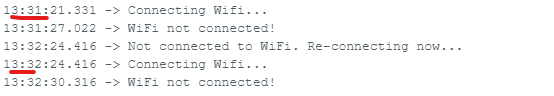 13:31:21.331 -> Connecting Wifi...
13:31:27.022 -> WiFi not connected!
13:32:24.416 -> Not connected to WiFi. Re-connecting now...
13:32:24.416 -> Connecting Wifi...
13:32:30.316 -> WiFi not connected!